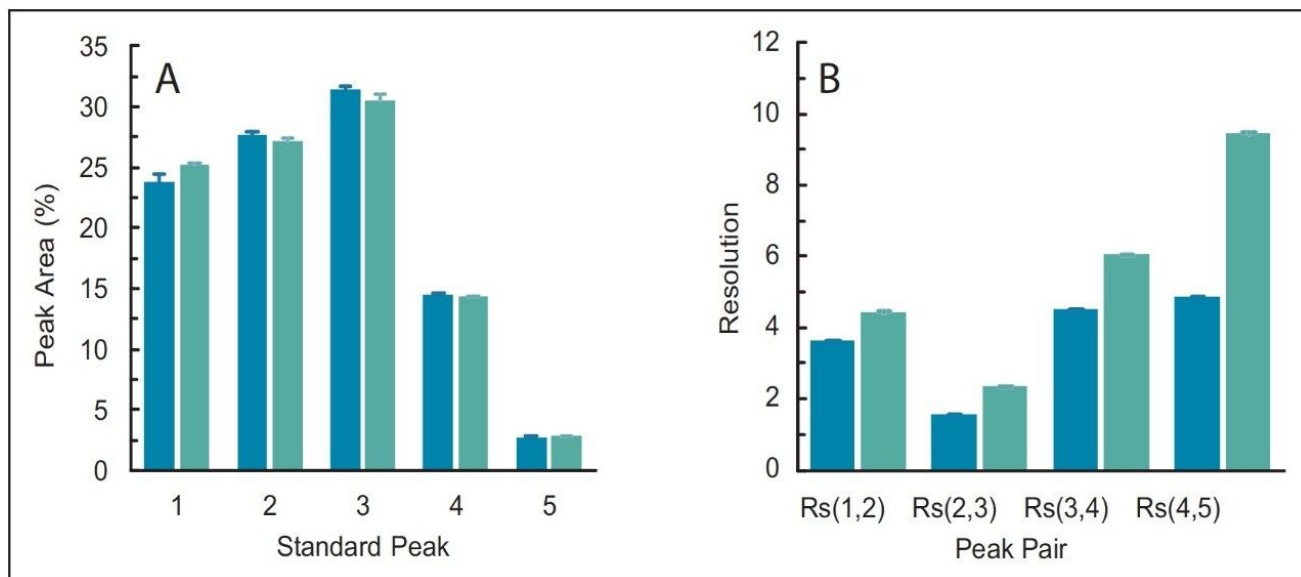 A
35
30
25
20
15
10
5
0
Peak Area (%)
1 2 3 4 5
Standard Peak
B
12
10
8
6
4
2
0
Resolution
Rs(1,2) Rs(2,3) Rs(3,4) Rs(4,5)
Peak Pair